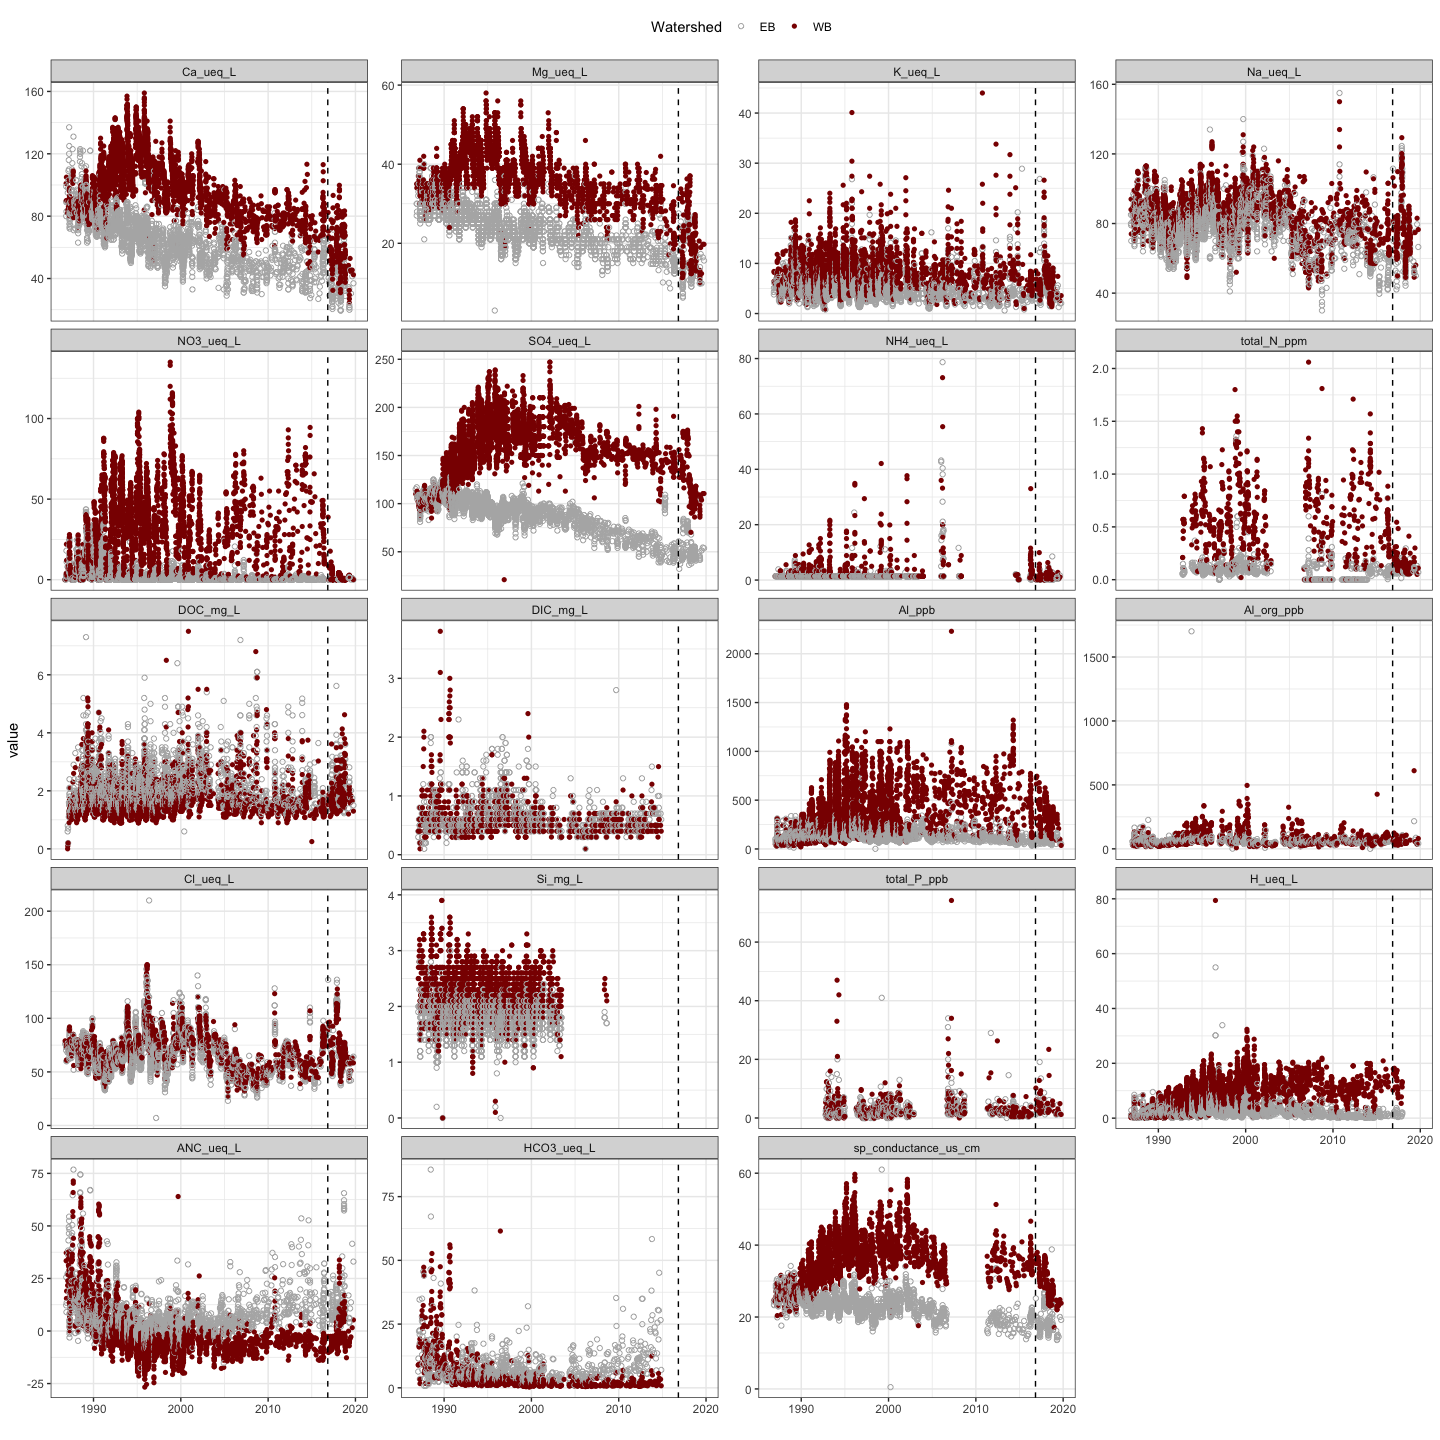 Watershed EB WB
Ca_ueq_L Mg_ueq_L K_ueq_L Na_ueq_L
160 120 80 40
60 40 20
40 30 20 10 0
160 120 80 40
NO3_ueq_L SO4_ueq_L NH4_ueq_L total_N_ppm
100 50 0
250 200 150 100 50
80 60 40 20 0
2.0 1.5 1.0 0.5 0.0
DOC_mg_L DIC_mg_L Al_ppb Al_org_ppb
6 4 2 0
3 2 1 0
2000 1500 1000 500 0
1500 1000 500 0
value
Cl_ueq_L Si_mg_L total_P_ppb H_ueq_L
200 150 100 50 0
4 3 2 1 0
60 40 20 0
80 60 40 20 0
1990 2000 2010 2020
ANC_ueq_L HCO3_ueq_L sp_conductance_us_cm
75 50 25 0 -25
75 50 25 0
60 40 20 0
1990 2000 2010 2020 1990 2000 2010 2020 1990 2000 2010 2020